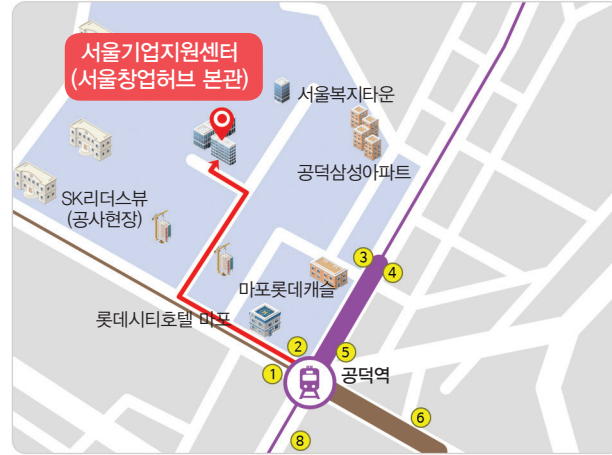 서울기업지원센터
(서울창업허브 본관)
서울복지타운
공덕삼성아파트
SK리더스뷰
(공사현장)
3
4
마포롯데캐슬
롯데시티호텔 마포
2
5
1
공덕역
6
8